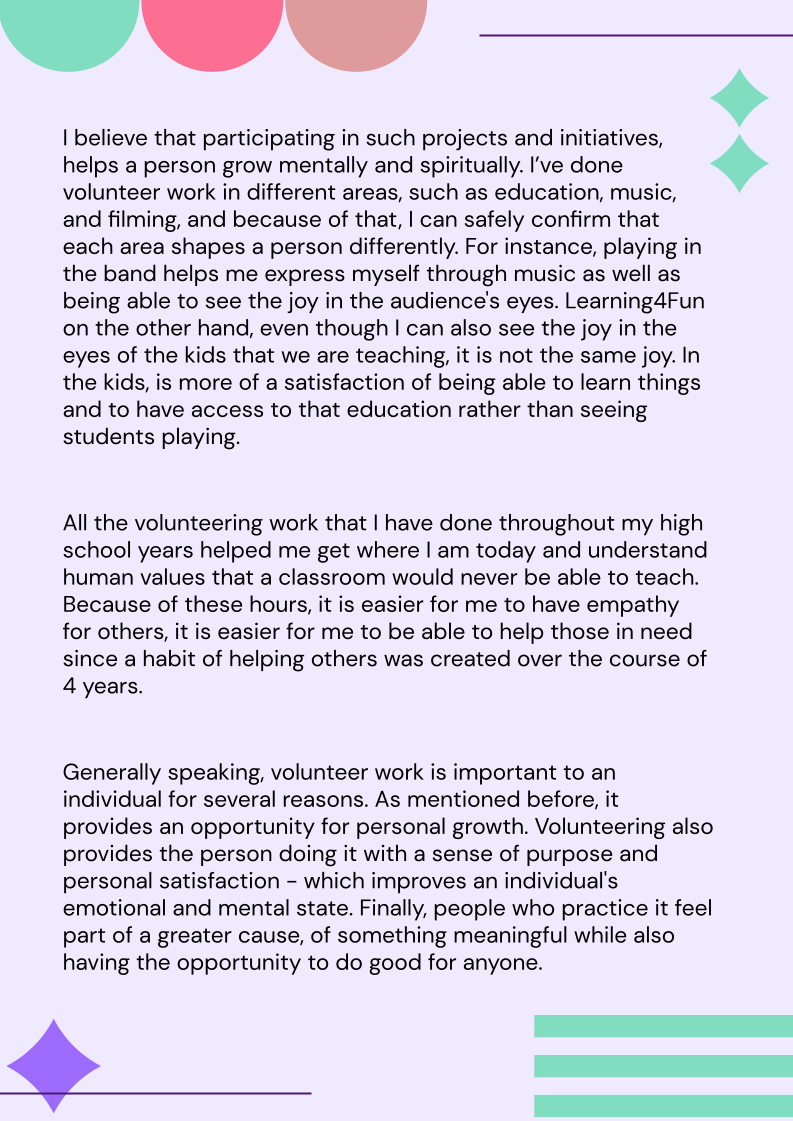 I believe that participating in such projects and initiatives,
helps a person grow mentally and spiritually. I’ve done
volunteer work in different areas, such as education, music,
and filming, and because of that, I can safely confirm that
each area shapes a person differently. For instance, playing in
the band helps me express myself through music as well as
being able to see the joy in the audience's eyes. Learning4Fun
on the other hand, even though I can also see the joy in the
eyes of the kids that we are teaching, it is not the same joy. In
the kids, is more of a satisfaction of being able to learn things
and to have access to that education rather than seeing
students playing.
All the volunteering work that I have done throughout my high
school years helped me get where I am today and understand
human values that a classroom would never be able to teach.
Because of these hours, it is easier for me to have empathy
for others, it is easier for me to be able to help those in need
since a habit of helping others was created over the course of
4 years.
Generally speaking, volunteer work is important to an
individual for several reasons. As mentioned before, it
provides an opportunity for personal growth. Volunteering also
provides the person doing it with a sense of purpose and
personal satisfaction – which improves an individual's
emotional and mental state. Finally, people who practice it feel
part of a greater cause, of something meaningful while also
having the opportunity to do good for anyone.